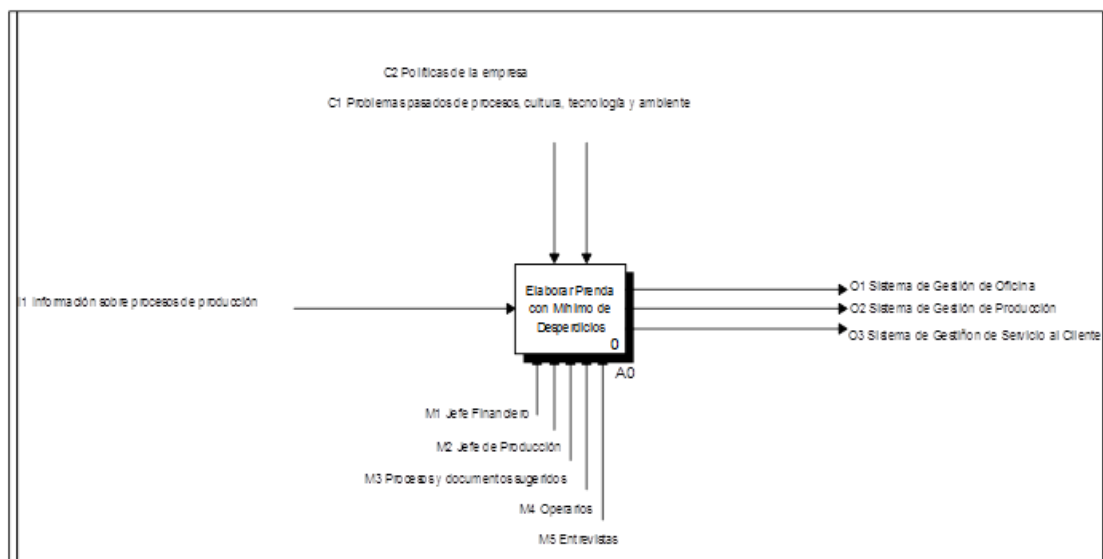 C2 Políticas de la empresa
C1 Problemas pasados de procesos, cultura, tecnología y ambiente
I1 Información sobre procesos de producción
Elaborar Prenda
con Mínimo de
Desperdicios
0
A0
O1 Sistema de Gestión de Oficina
O2 Sistema de Gestión de Producción
O3 Sistema de Gestiñon de Servicio al Cliente
M1 Jefe Financiero
M2 Jefe de Producción
M3 Procesos y documentos sugeridos
M4 Operarios
M5 Entrevistas